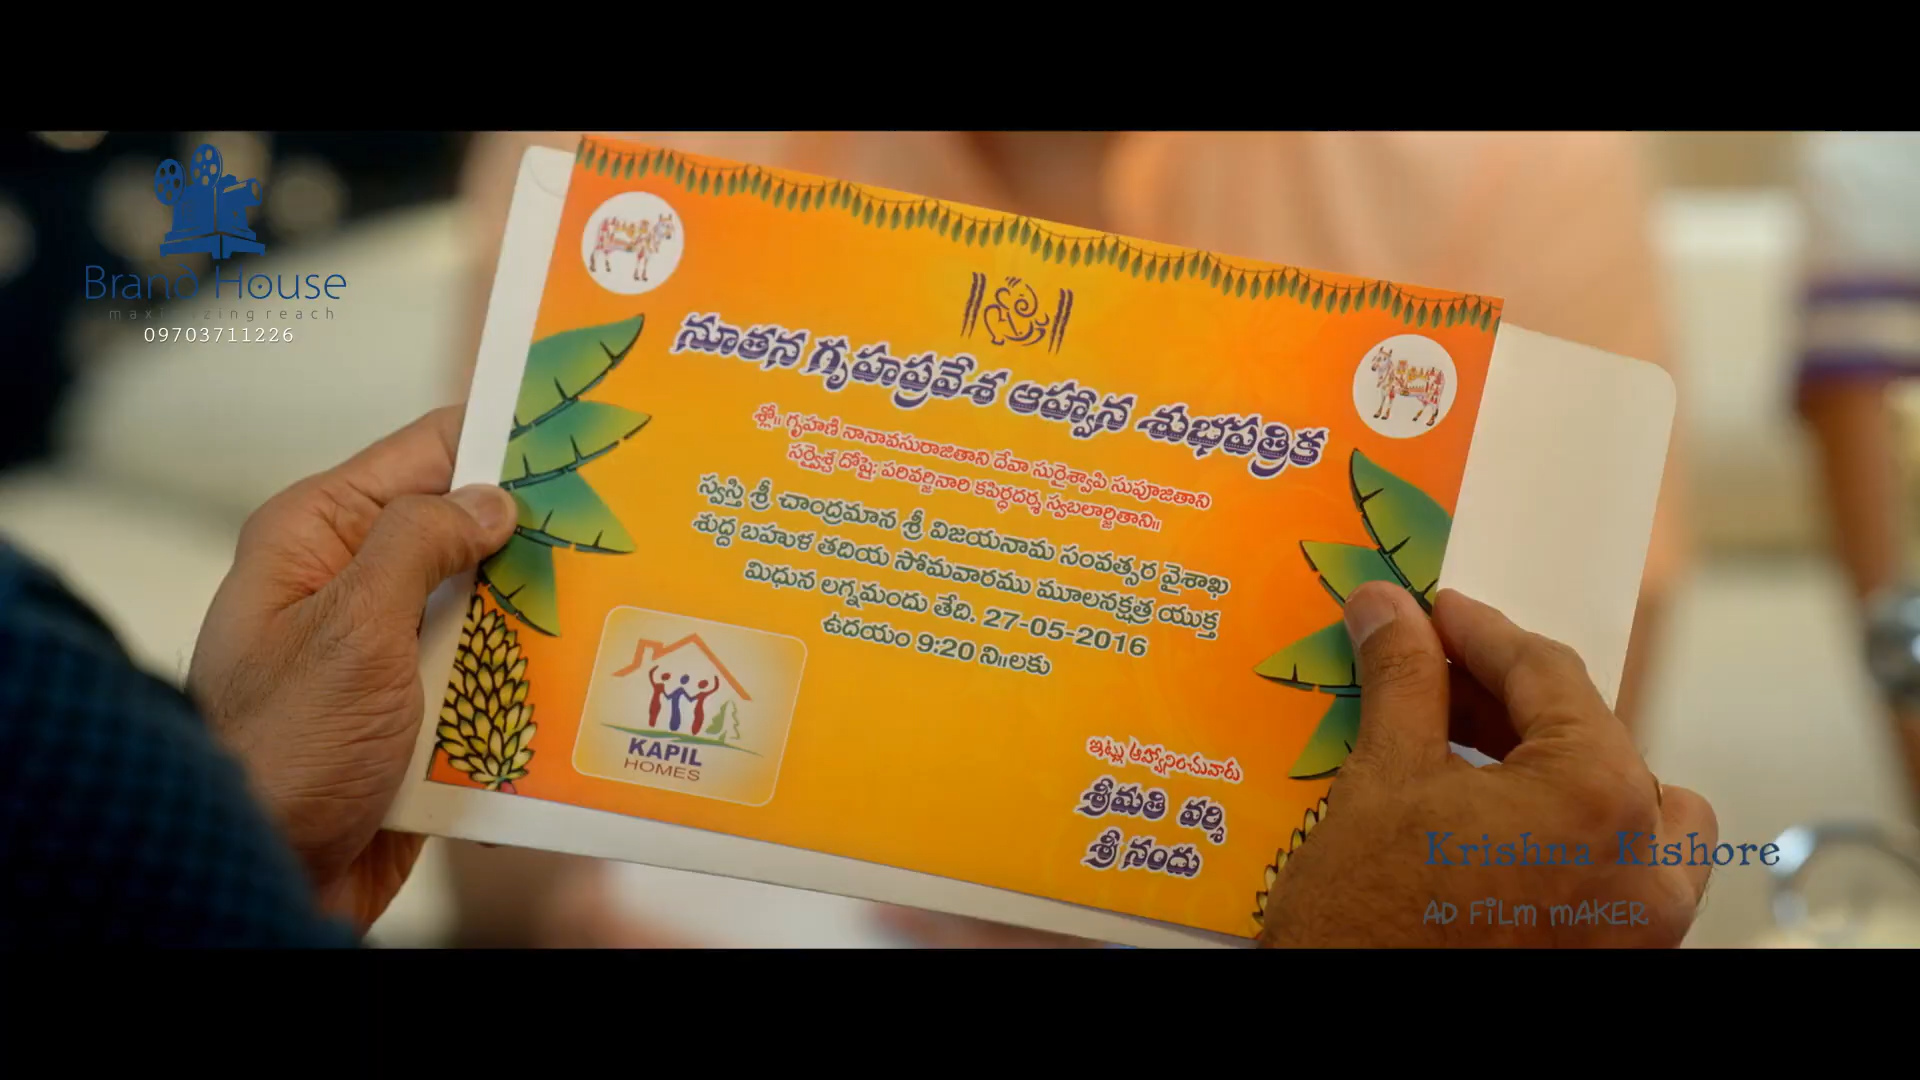 Brand House
maximizing reach
09703711226
నూతన గృహప్రవేశ ఆహ్వాన శుభపత్రిక
శ్లో॥ గృహణి నానావసురాజితాని దేవా సురైశ్వాపి సుపూజితాని
సర్వైశ్చ దోషైః పరివర్జినారి కపిర్ధదర్శ స్వబలార్జితాని॥
స్వస్తి శ్రీ చాంద్రమాన శ్రీ విజయనామ సంవత్సర వైశాఖ
శుద్ధ బహుళ తదియ సోమవారము మూలనక్షత్ర యుక్త
మిధున లగ్నమందు తేది. 27-05-2016
ఉదయం 9:20 ని॥లకు
KAPIL
HOMES
ఇట్లు ఆహ్వానించువారు
శ్రీమతి వర్శి
శ్రీ నందు
Krishna Kishore
AD FiLm mAKER